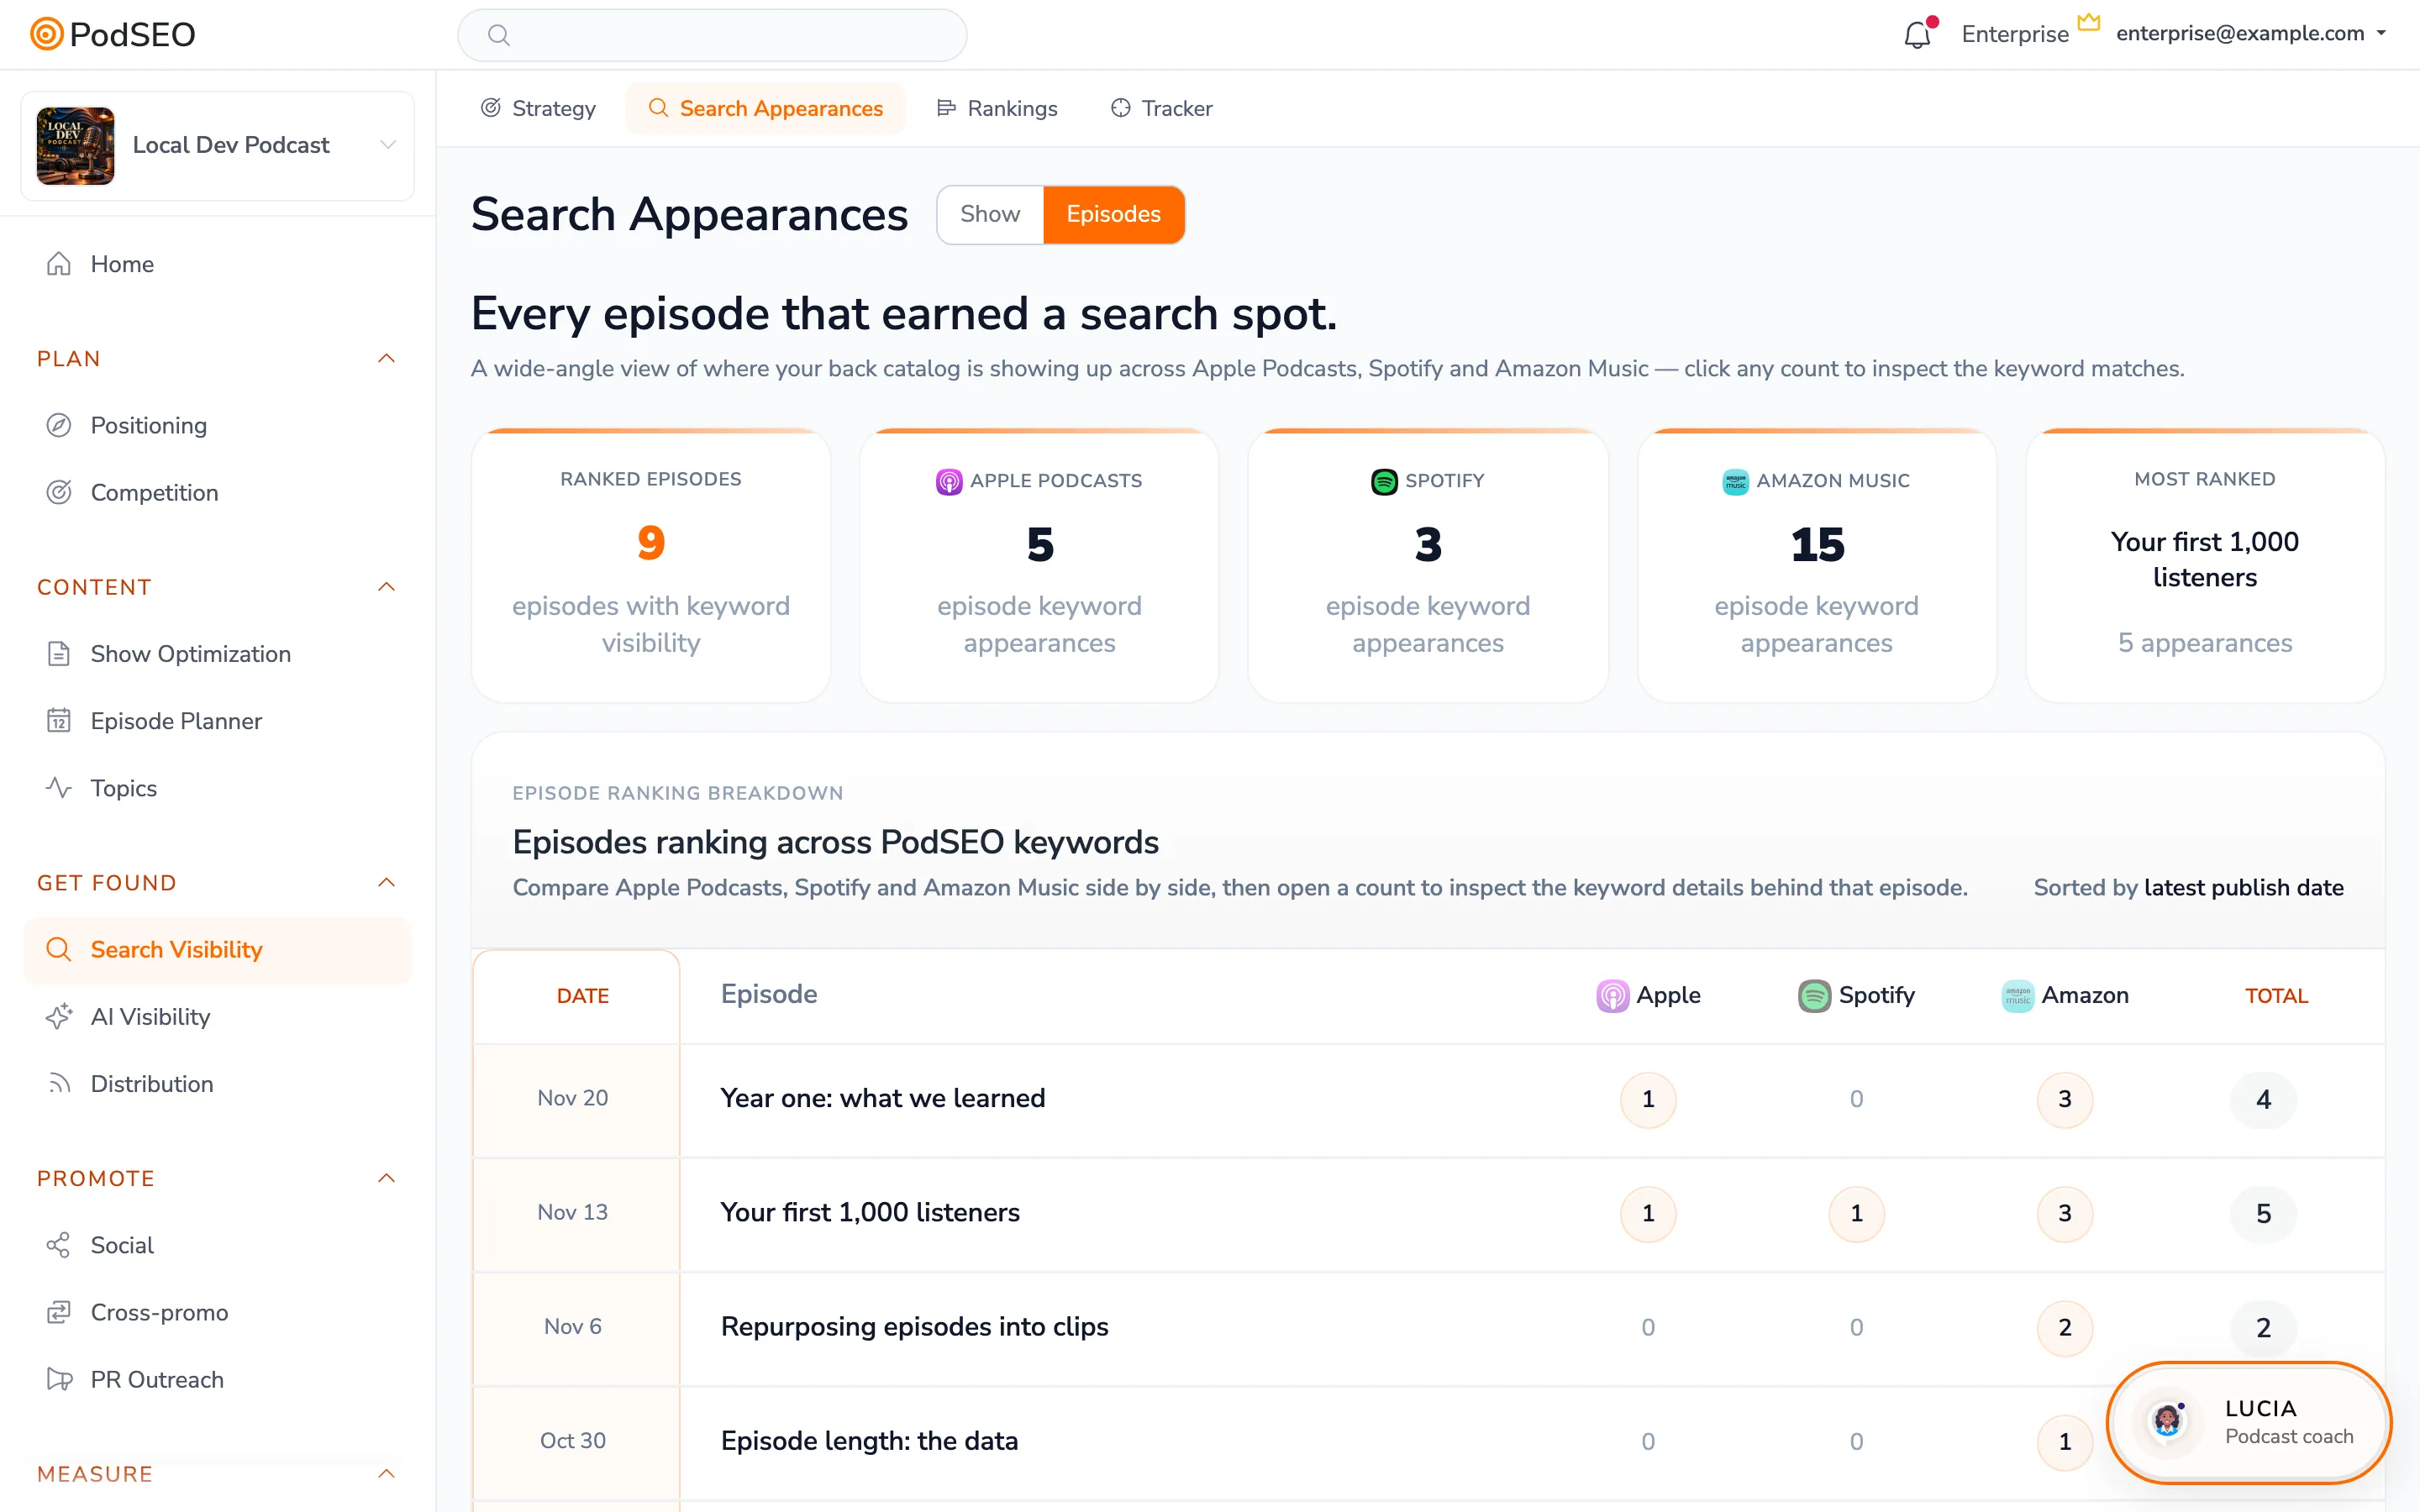 PodSEO
Enterprise
enterprise@example.com
LOCAL
DEV
PODCAST
Local Dev Podcast
Home
PLAN
Positioning
Competition
CONTENT
Show Optimization
12
Episode Planner
Topics
GET FOUND
Search Visibility
AI Visibility
Distribution
PROMOTE
Social
Cross-promo
PR Outreach
MEASURE
Strategy
Search Appearances
Rankings
Tracker
Search Appearances
Show
Episodes
Every episode that earned a search spot.
A wide-angle view of where your back catalog is showing up across Apple Podcasts, Spotify and Amazon Music — click any count to inspect the keyword matches.
RANKED EPISODES
9
episodes with keyword
visibility
APPLE PODCASTS
5
episode keyword
appearances
SPOTIFY
3
episode keyword
appearances
amazon
music
AMAZON MUSIC
15
episode keyword
appearances
MOST RANKED
Your first 1,000
listeners
5 appearances
EPISODE RANKING BREAKDOWN
Episodes ranking across PodSEO keywords
Compare Apple Podcasts, Spotify and Amazon Music side by side, then open a count to inspect the keyword details behind that episode.
Sorted by latest publish date
DATE Episode Apple Spotify amazon music Amazon TOTAL
Nov 20 Year one: what we learned 1 0 3 4
Nov 13 Your first 1,000 listeners 1 1 3 5
Nov 6 Repurposing episodes into clips 0 0 2 2
Oct 30 Episode length: the data 0 0 1
LUCIA
Podcast coach